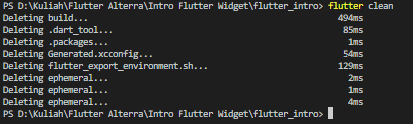 PS D:\Kuliah\Flutter Alterra\Intro Flutter Widget\flutter_intro> flutter clean
Deleting build... 494ms
Deleting .dart_tool... 85ms
Deleting .packages... 1ms
Deleting Generated.xcconfig... 54ms
Deleting flutter_export_environment.sh... 129ms
Deleting ephemeral... 2ms
Deleting ephemeral... 1ms
Deleting ephemeral... 4ms
PS D:\Kuliah\Flutter Alterra\Intro Flutter Widget\flutter_intro>